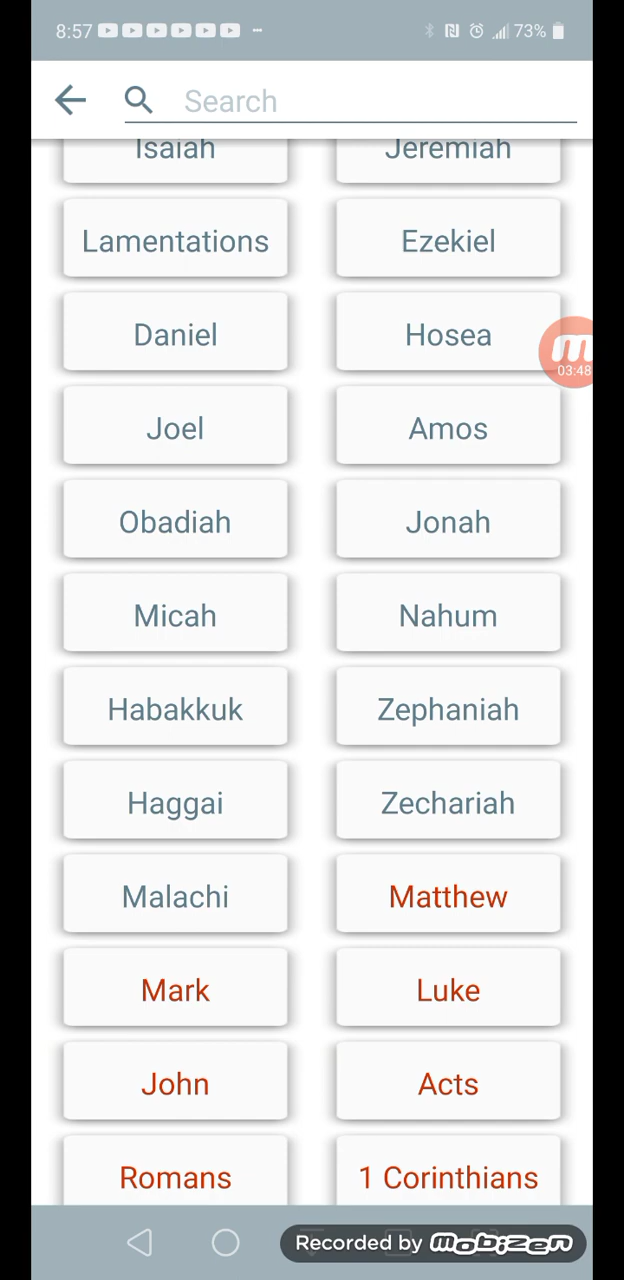 8:57
73%
Search
Isaiah Jeremiah
Lamentations Ezekiel
Daniel Hosea
03:48
Joel Amos
Obadiah Jonah
Micah Nahum
Habakkuk Zephaniah
Haggai Zechariah
Malachi Matthew
Mark Luke
John Acts
Romans 1 Corinthians
Recorded by mobizen